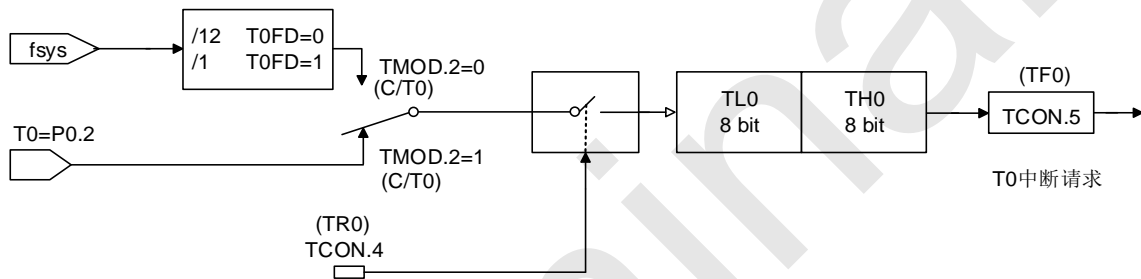 fsys
/12 T0FD=0
/1 T0FD=1
TMOD.2=0
(C/T0)
T0=P0.2
TMOD.2=1
(C/T0)
(TR0)
TCON.4
TL0
8 bit
TH0
8 bit
(TF0)
TCON.5
T0中断请求